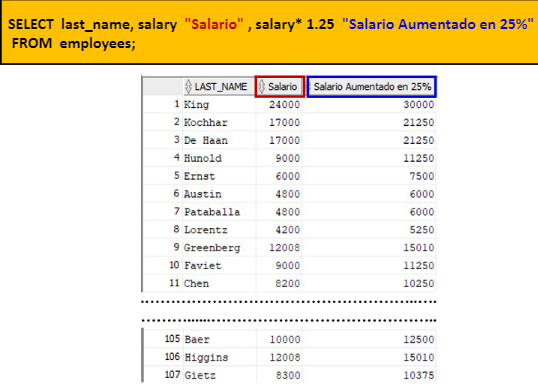 SELECT last_name, salary "Salario" , salary* 1.25 "Salario Aumentado en 25%"
FROM employees;
LAST_NAME Salario Salario Aumentado en 25%
1 King 24000 30000
2 Kochhar 17000 21250
3 De Haan 17000 21250
4 Hunold 9000 11250
5 Ernst 6000 7500
6 Austin 4800 6000
7 Pataballa 4800 6000
8 Lorentz 4200 5250
9 Greenberg 12008 15010
10 Faviet 9000 11250
11 Chen 8200 10250
105 Baer 10000 12500
106 Higgins 12008 15010
107 Gietz 8300 10375